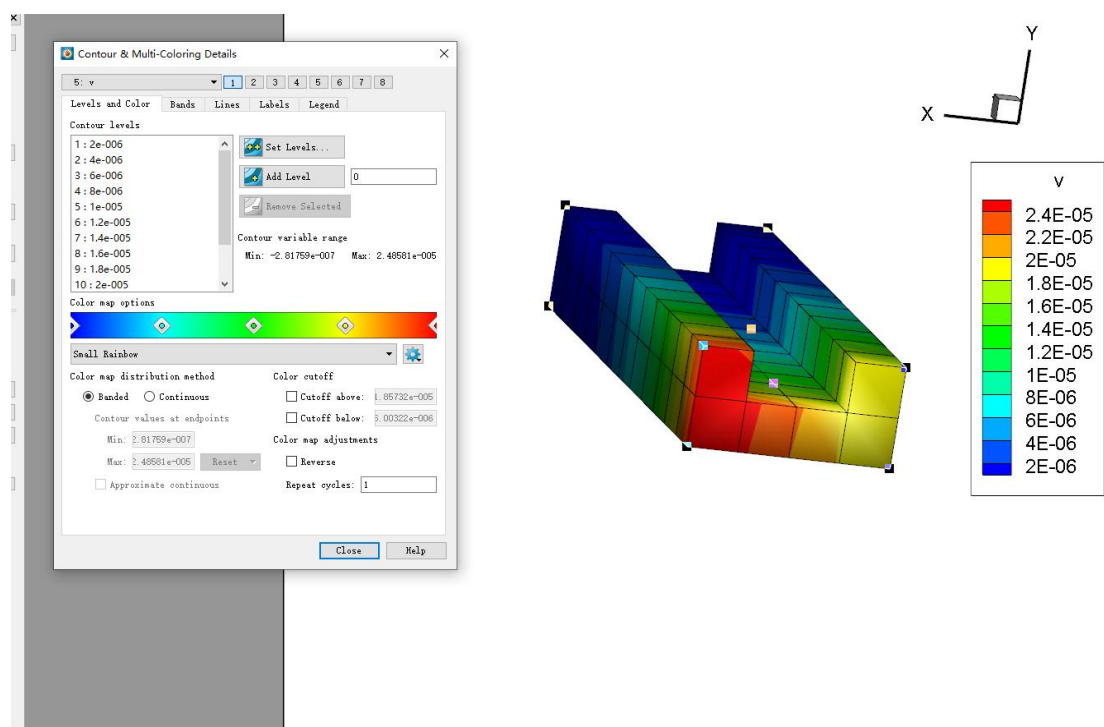 Contour & Multi-Coloring Details
5: v 1 2 3 4 5 6 7 8
Levels and Color Bands Lines Labels Legend
Contour levels
1 : 2e-006
2 : 4e-006
3 : 6e-006
4 : 8e-006
5 : 1e-005
6 : 1.2e-005
7 : 1.4e-005
8 : 1.6e-005
9 : 1.8e-005
10 : 2e-005
Set Levels...
Add Level 0
Remove Selected
Contour variable range
Min: -2.81759e-007 Max: 2.48581e-005
Color map options
Small Rainbow
Color map distribution method
Banded Continuous
Contour values at endpoints
Min: 2.81759e-007
Max: 2.48581e-005 Reset
Approximate continuous
Color cutoff
Cutoff above: 1.85732e-005
Cutoff below: 6.00322e-006
Color map adjustments
Reverse
Repeat cycles: 1
Close Help
Y
X
v
2.4E-05
2.2E-05
2E-05
1.8E-05
1.6E-05
1.4E-05
1.2E-05
1E-05
8E-06
6E-06
4E-06
2E-06